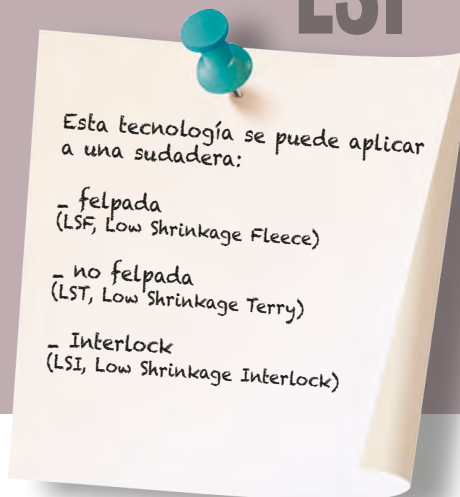 LSI
Esta tecnología se puede aplicar
a una sudadera:
_ felpada
(LSF, Low Shrinkage Fleece)
_ no felpada
(LST, Low Shrinkage Terry)
_ Interlock
(LSI, Low Shrinkage Interlock)